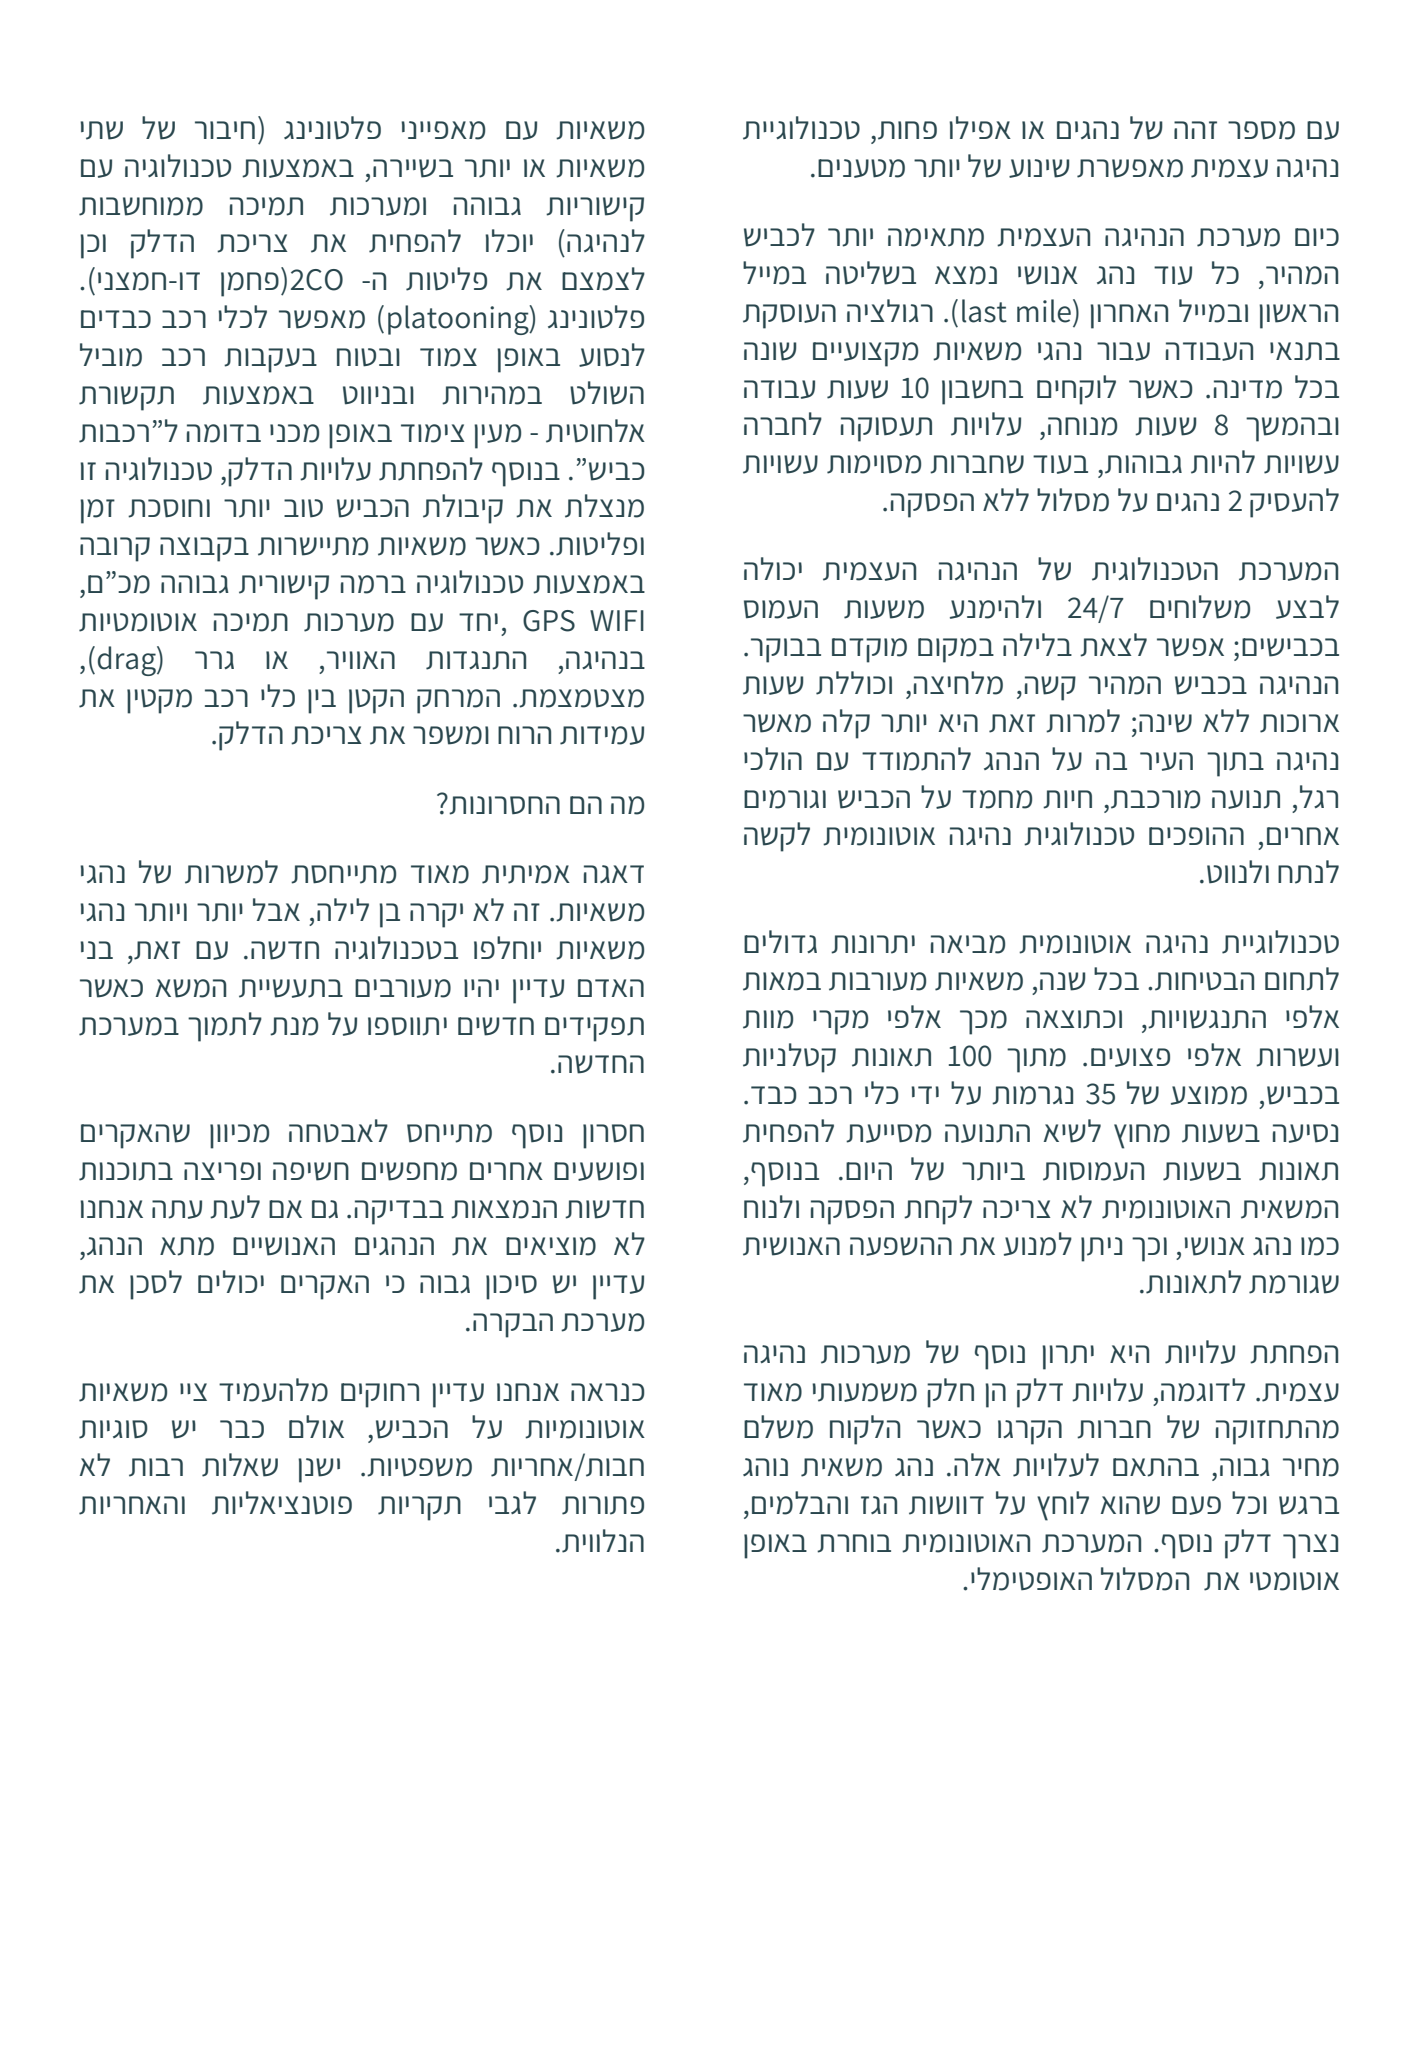 עם מספר זהה של נהגים או אפילו פחות, טכנולוגיית
נהיגה עצמית מאפשרת שינוע של יותר מטענים.
כיום מערכת הנהיגה העצמית מתאימה יותר לכביש
המהיר, כל עוד נהג אנושי נמצא בשליטה במייל
הראשון ובמייל האחרון (last mile). רגולציה העוסקת
בתנאי העבודה עבור נהגי משאיות מקצועיים שונה
בכל מדינה. כאשר לוקחים בחשבון 10 שעות עבודה
ובהמשך 8 שעות מנוחה, עלויות תעסוקה לחברה
עשויות להיות גבוהות, בעוד שחברות מסוימות עשויות
להעסיק 2 נהגים על מסלול ללא הפסקה.
המערכת הטכנולוגית של הנהיגה העצמית יכולה
לבצע משלוחים 24/7 ולהימנע משעות העמוס
בכבישים; אפשר לצאת בלילה במקום מוקדם בבוקר.
הנהיגה בכביש המהיר קשה, מלחיצה, וכוללת שעות
ארוכות ללא שינה; למרות זאת היא יותר קלה מאשר
נהיגה בתוך העיר בה על הנהג להתמודד עם הולכי
רגל, תנועה מורכבת, חיות מחמד על הכביש וגורמים
אחרים, ההופכים טכנולוגית נהיגה אוטונומית לקשה
לנתח ולנווט.
טכנולוגיית נהיגה אוטונומית מביאה יתרונות גדולים
לתחום הבטיחות. בכל שנה, משאיות מעורבות במאות
אלפי התנגשויות, וכתוצאה מכך אלפי מקרי מוות
ועשרות אלפי פצועים. מתוך 100 תאונות קטלניות
בכביש, ממוצע של 35 נגרמות על ידי כלי רכב כבד.
נסיעה בשעות מחוץ לשיא התנועה מסייעת להפחית
תאונות בשעות העמוסות ביותר של היום. בנוסף,
המשאית האוטונומית לא צריכה לקחת הפסקה ולנוח
כמו נהג אנושי, וכך ניתן למנוע את ההשפעה האנושית
שגורמת לתאונות.
הפחתת עלויות היא יתרון נוסף של מערכות נהיגה
עצמית. לדוגמה, עלויות דלק הן חלק משמעותי מאוד
מהתחזוקה של חברות הקרגו כאשר הלקוח משלם
מחיר גבוה, בהתאם לעלויות אלה. נהג משאית נוהג
ברגש וכל פעם שהוא לוחץ על דוושות הגז והבלמים,
נצרך דלק נוסף. המערכת האוטונומית בוחרת באופן
אוטומטי את המסלול האופטימלי.
משאיות עם מאפייני פלטונינג (חיבור של שתי
משאיות או יותר בשיירה, באמצעות טכנולוגיה עם
קישוריות גבוהה ומערכות תמיכה ממוחשבות
לנהיגה) יוכלו להפחית את צריכת הדלק וכן
לצמצם את פליטות ה- 2CO(פחמן דו-חמצני).
פלטונינג (platooning) מאפשר לכלי רכב כבדים
לנסוע באופן צמוד ובטוח בעקבות רכב מוביל
השולט במהירות ובניווט באמצעות תקשורת
אלחוטית - מעין צימוד באופן מכני בדומה ל”רכבות
כביש”. בנוסף להפחתת עלויות הדלק, טכנולוגיה זו
מנצלת את קיבולת הכביש טוב יותר וחוסכת זמן
ופליטות. כאשר משאיות מתיישרות בקבוצה קרובה
באמצעות טכנולוגיה ברמה קישורית גבוהה מכ”ם,
GPS WIFI ,יחד עם מערכות תמיכה אוטומטיות
בנהיגה, התנגדות האוויר, או גרר (drag),
מצטמצמת. המרחק הקטן בין כלי רכב מקטין את
עמידות הרוח ומשפר את צריכת הדלק.
מה הם החסרונות?
דאגה אמיתית מאוד מתייחסת למשרות של נהגי
משאיות. זה לא יקרה בן לילה, אבל יותר ויותר נהגי
משאיות יוחלפו בטכנולוגיה חדשה. עם זאת, בני
האדם עדיין יהיו מעורבים בתעשיית המשא כאשר
תפקידים חדשים יתווספו על מנת לתמוך במערכת
החדשה.
חסרון נוסף מתייחס לאבטחה מכיוון שהאקרים
ופושעים אחרים מחפשים חשיפה ופריצה בתוכנות
חדשות הנמצאות בבדיקה. גם אם לעת עתה אנחנו
לא מוציאים את הנהגים האנושיים מתא הנהג,
עדיין יש סיכון גבוה כי האקרים יכולים לסכן את
מערכת הבקרה.
כנראה אנחנו עדיין רחוקים מלהעמיד ציי משאיות
אוטונומיות על הכביש, אולם כבר יש סוגיות
חבות/אחריות משפטיות. ישנן שאלות רבות לא
פתורות לגבי תקריות פוטנציאליות והאחריות
הנלווית.